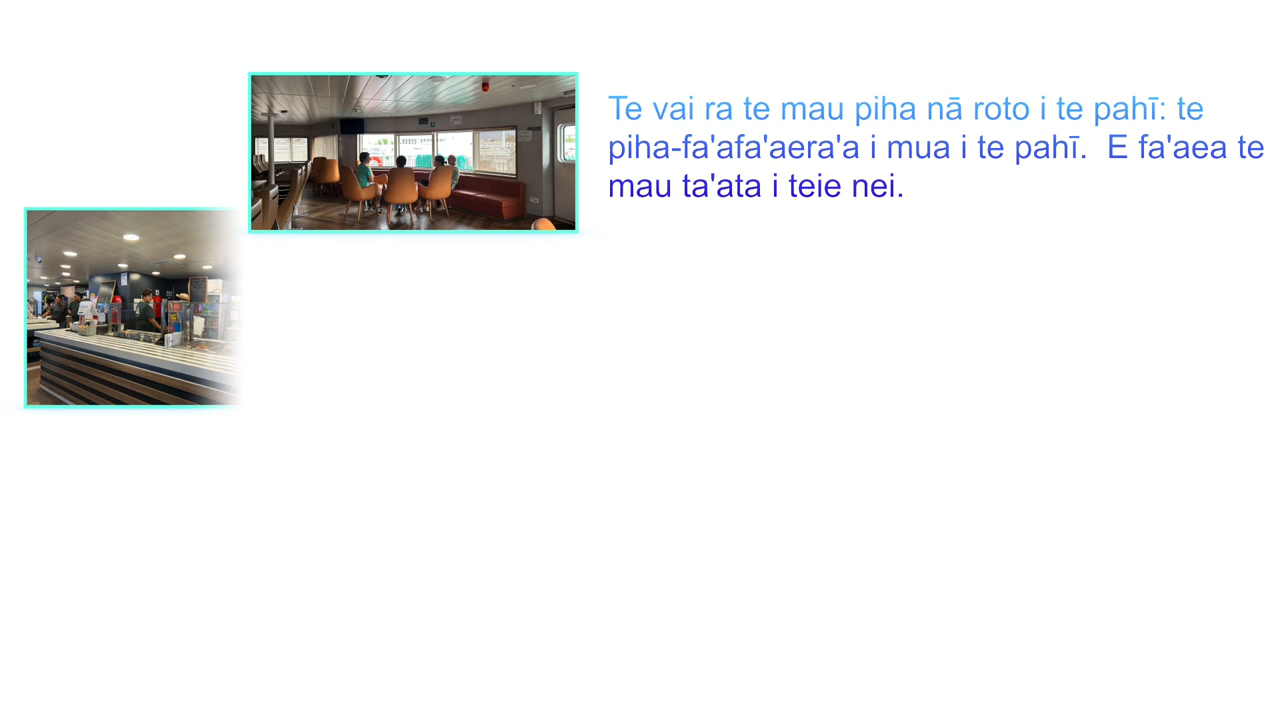 Te vai ra te mau piha nā roto i te pahī: te
piha-fa'afa'aera'a i mua i te pahī.  E fa'aea te
mau ta'ata i teie nei.